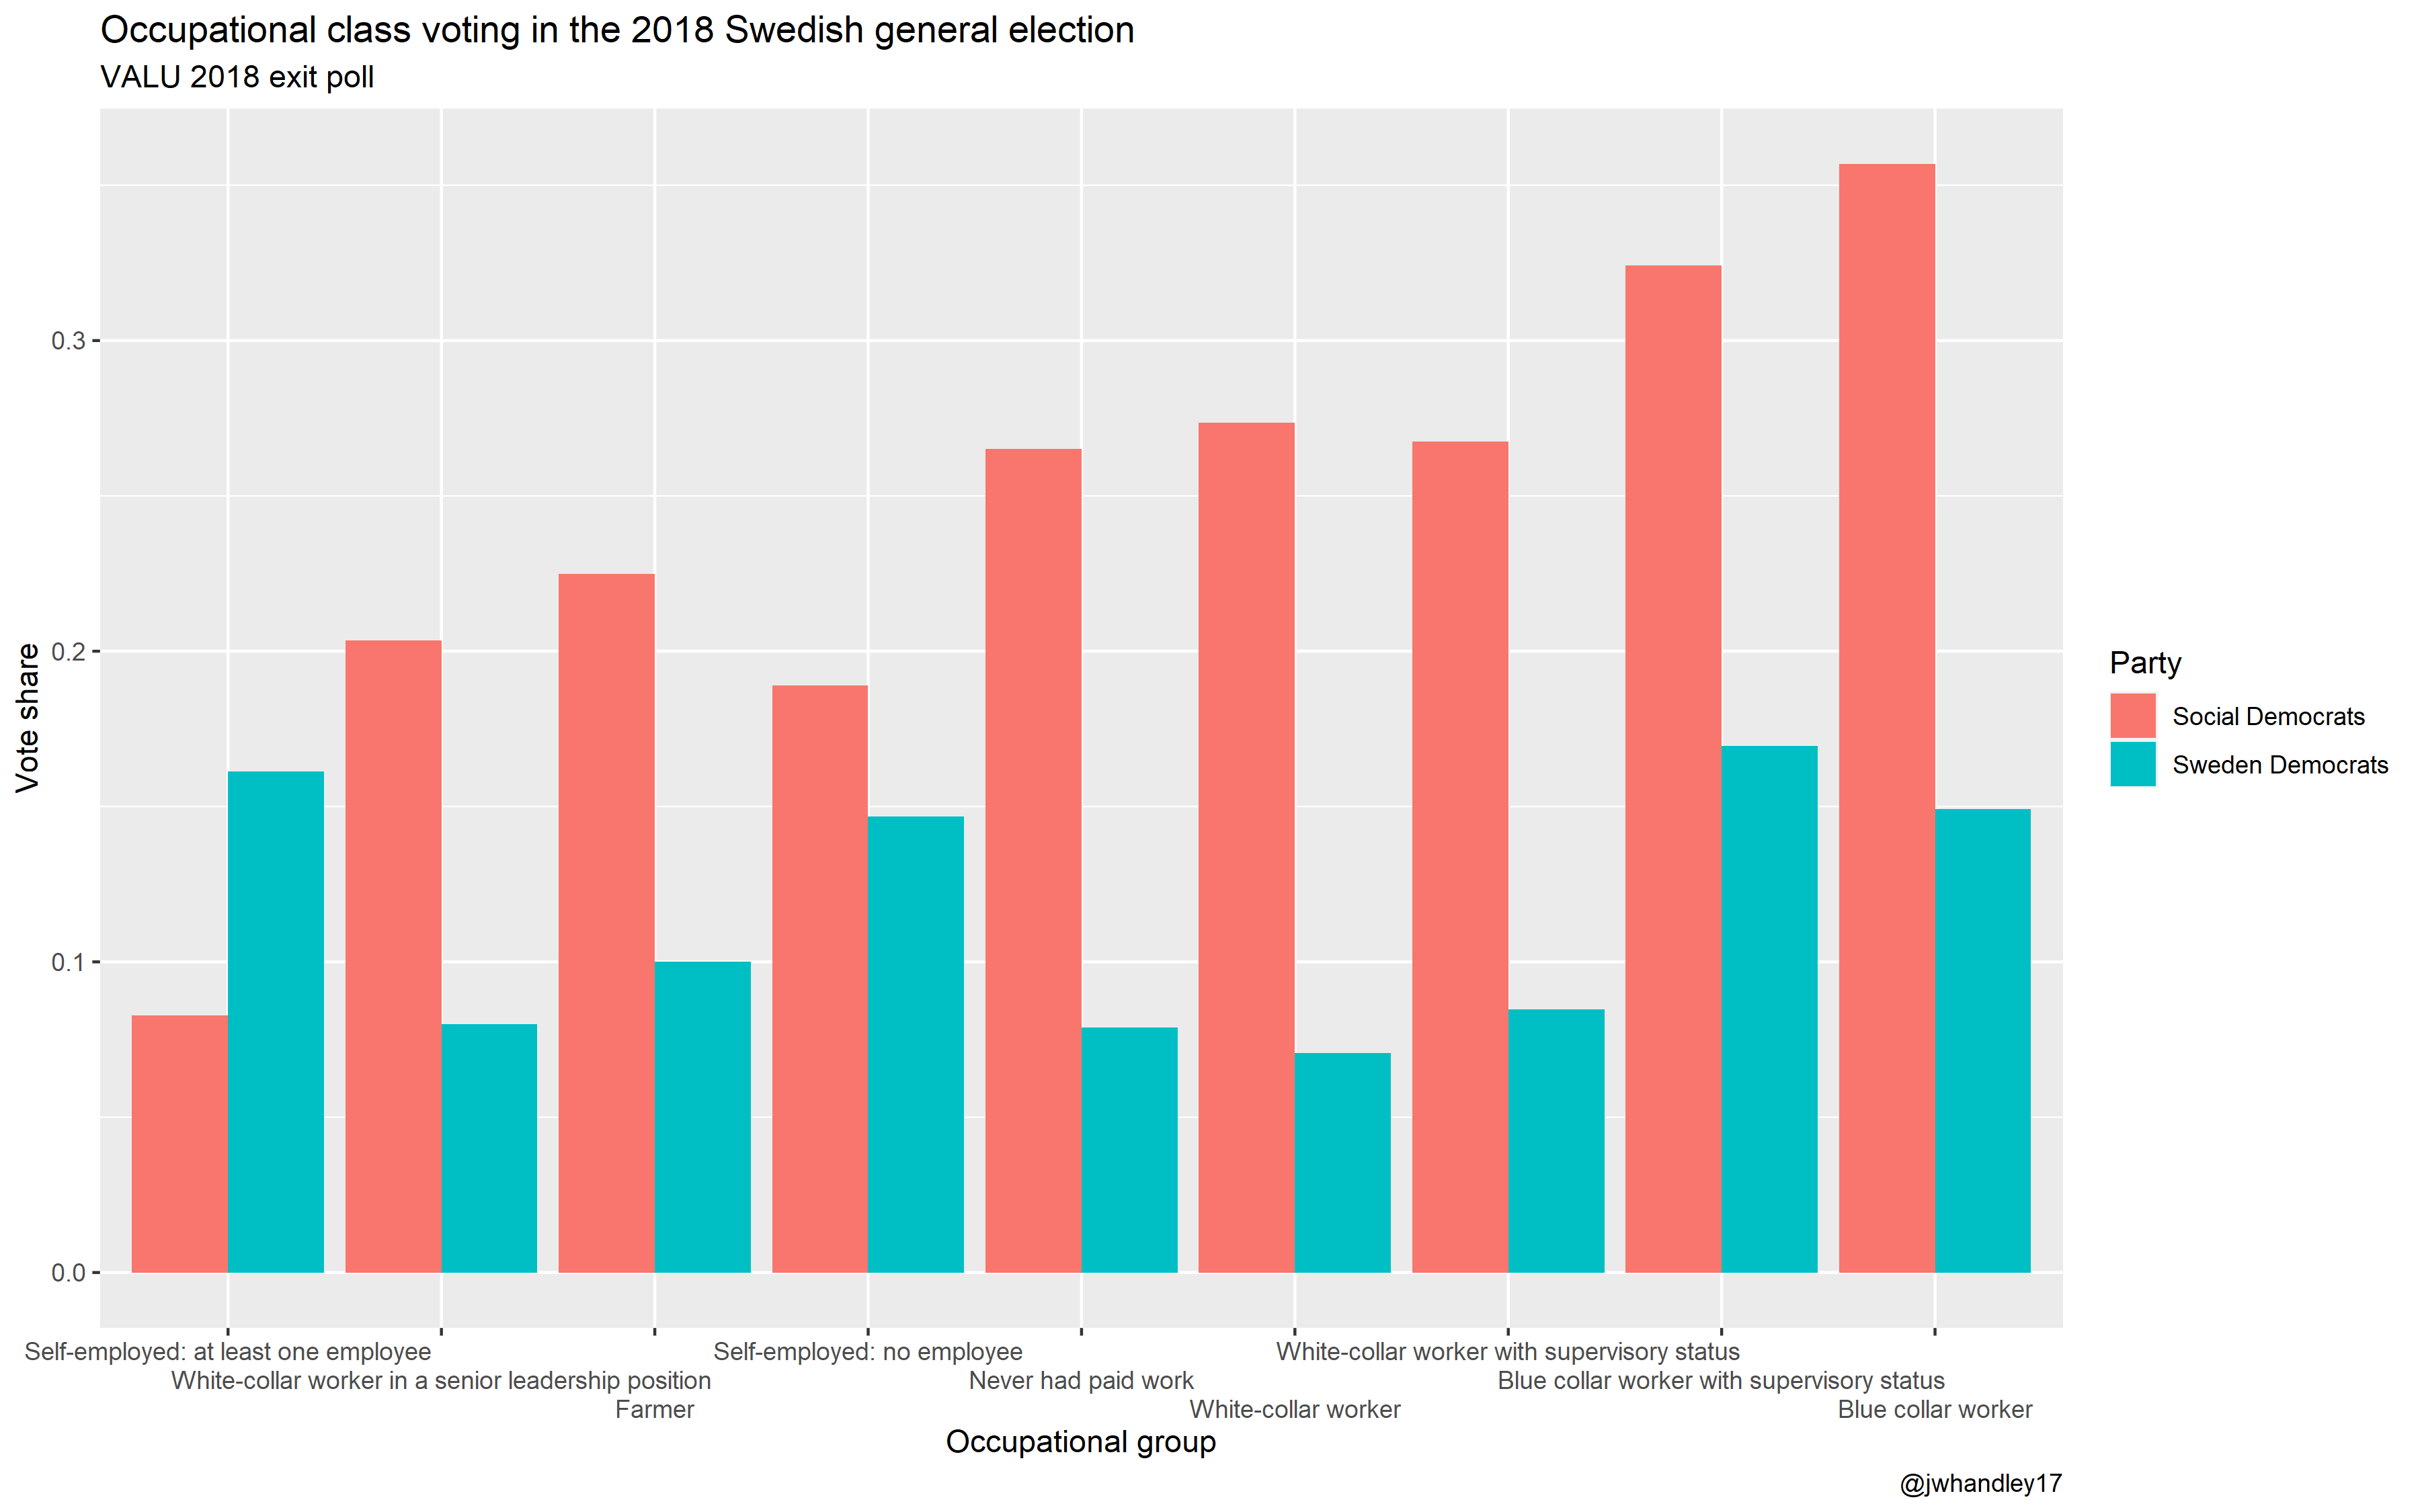 Occupational class voting in the 2018 Swedish general election
VALU 2018 exit poll
Vote share
0.3
0.2
0.1
0.0
Self-employed: at least one employee
White-collar worker in a senior leadership position
Farmer
Self-employed: no employee
Never had paid work
White-collar worker
White-collar worker with supervisory status
Blue collar worker with supervisory status
Blue collar worker
Occupational group
Party
Social Democrats
Sweden Democrats
@jwhandley17